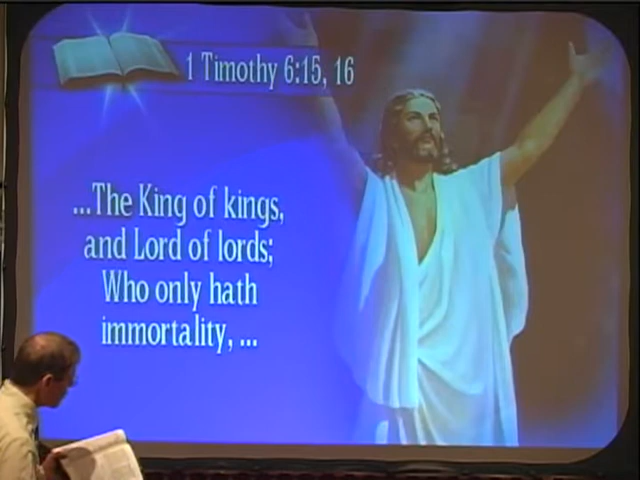 1 Timothy 6:15, 16
...The King of kings,
and Lord of lords;
Who only hath
immortality, ...